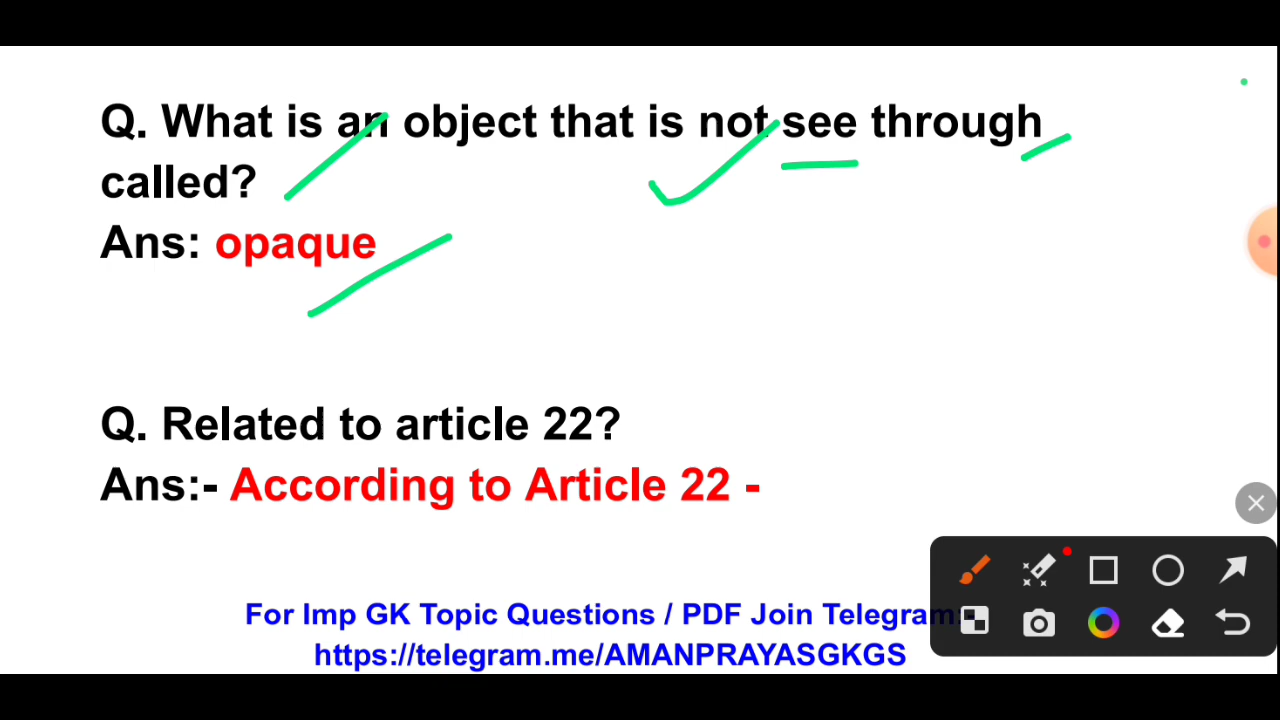 Q. What is an object that is not see through
called?
Ans: opaque
Q. Related to article 22?
Ans:- According to Article 22 -
For Imp GK Topic Questions / PDF Join Telegram:-
https://telegram.me/AMANPRAYASGKGS